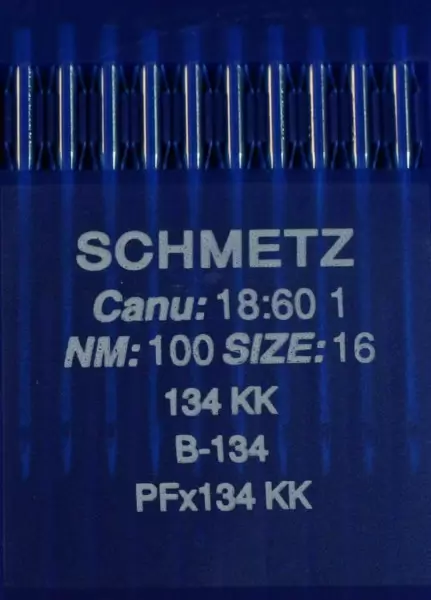 SCHMETZ
Canu: 18:60 1
NM: 100 SIZE: 16
134 KK
B-134
PFx134 KK